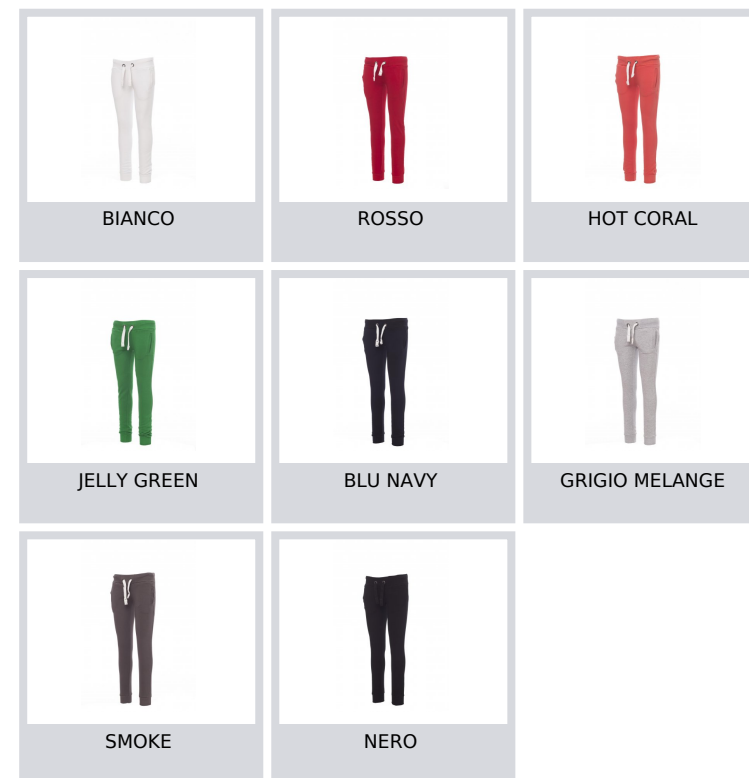 BIANCO
ROSSO
HOT CORAL
JELLY GREEN
BLU NAVY
GRIGIO MELANGE
SMOKE
NERO